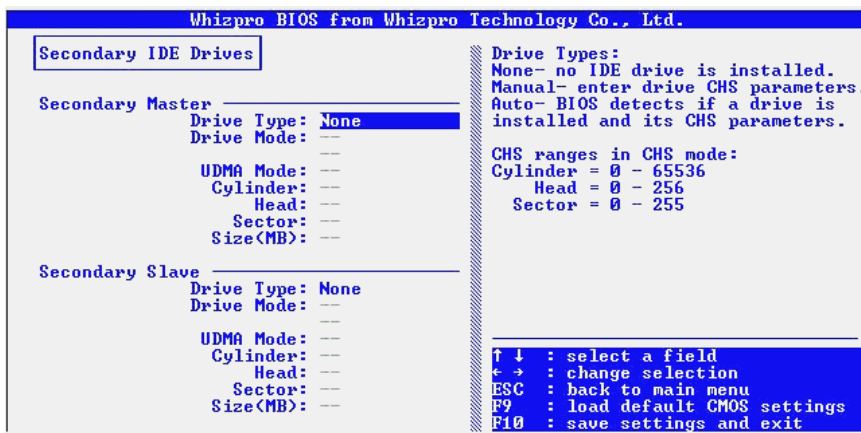 Whizpro BIOS from Whizpro Technology Co., Ltd.
Secondary IDE Drives
Secondary Master
Drive Type: None
Drive Mode: --
--
UDMA Mode: --
Cylinder: --
Head: --
Sector: --
Size(MB): --
Secondary Slave
Drive Type: None
Drive Mode: --
--
UDMA Mode: --
Cylinder: --
Head: --
Sector: --
Size(MB): --
Drive Types:
None- no IDE drive is installed.
Manual- enter drive CHS parameters.
Auto- BIOS detects if a drive is
installed and its CHS parameters.
CHS ranges in CHS mode:
Cylinder = 0 - 65536
Head = 0 - 256
Sector = 0 - 255
↑ ↓ : select a field
← → : change selection
ESC : back to main menu
F9 : load default CMOS settings
F10 : save settings and exit